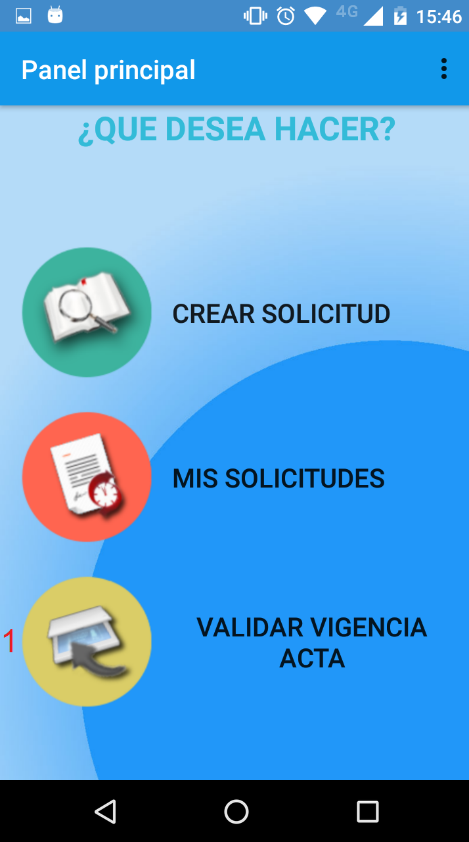 4G 15:46
Panel principal
¿QUE DESEA HACER?
CREAR SOLICITUD
MIS SOLICITUDES
1
VALIDAR VIGENCIA
ACTA